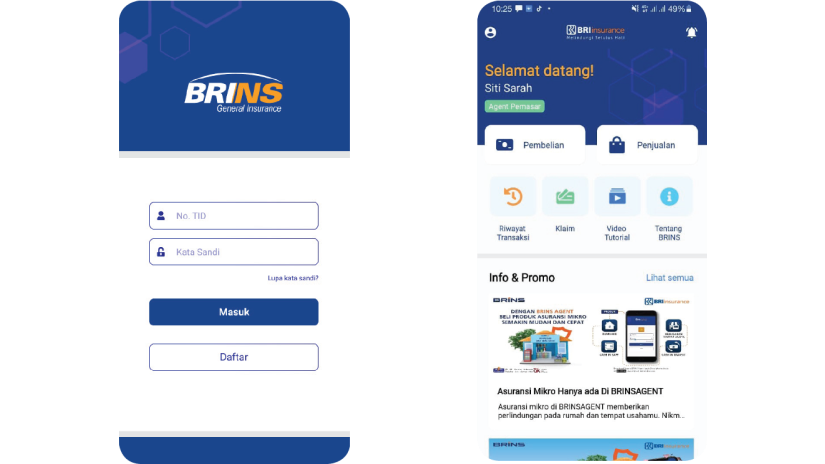 BRINS
General insurance
No. TID
Kata Sandi
Lupa kata sandi?
Masuk
Daftar
10:25
49%
BRI insurance
Melindungi Setulus Hati
Selamat datang!
Siti Sarah
Agent Pemasar
Pembelian
Penjualan
Riwayat
Transaksi
Klaim
Video
Tutorial
Tentang
BRINS
Info & Promo
Lihat semua
BRINS
BRI insurance
DENGAN BRINS AGENT
BELI PRODUK ASURANSI MIKRO
SEMAKIN MUDAH DAN CEPAT
Asuransi Mikro Hanya ada Di BRINSAGENT
Asuransi mikro di BRINSAGENT memberikan
perlindungan pada rumah dan tempat usahamu. Nikm...
BRINS
BRI insurance